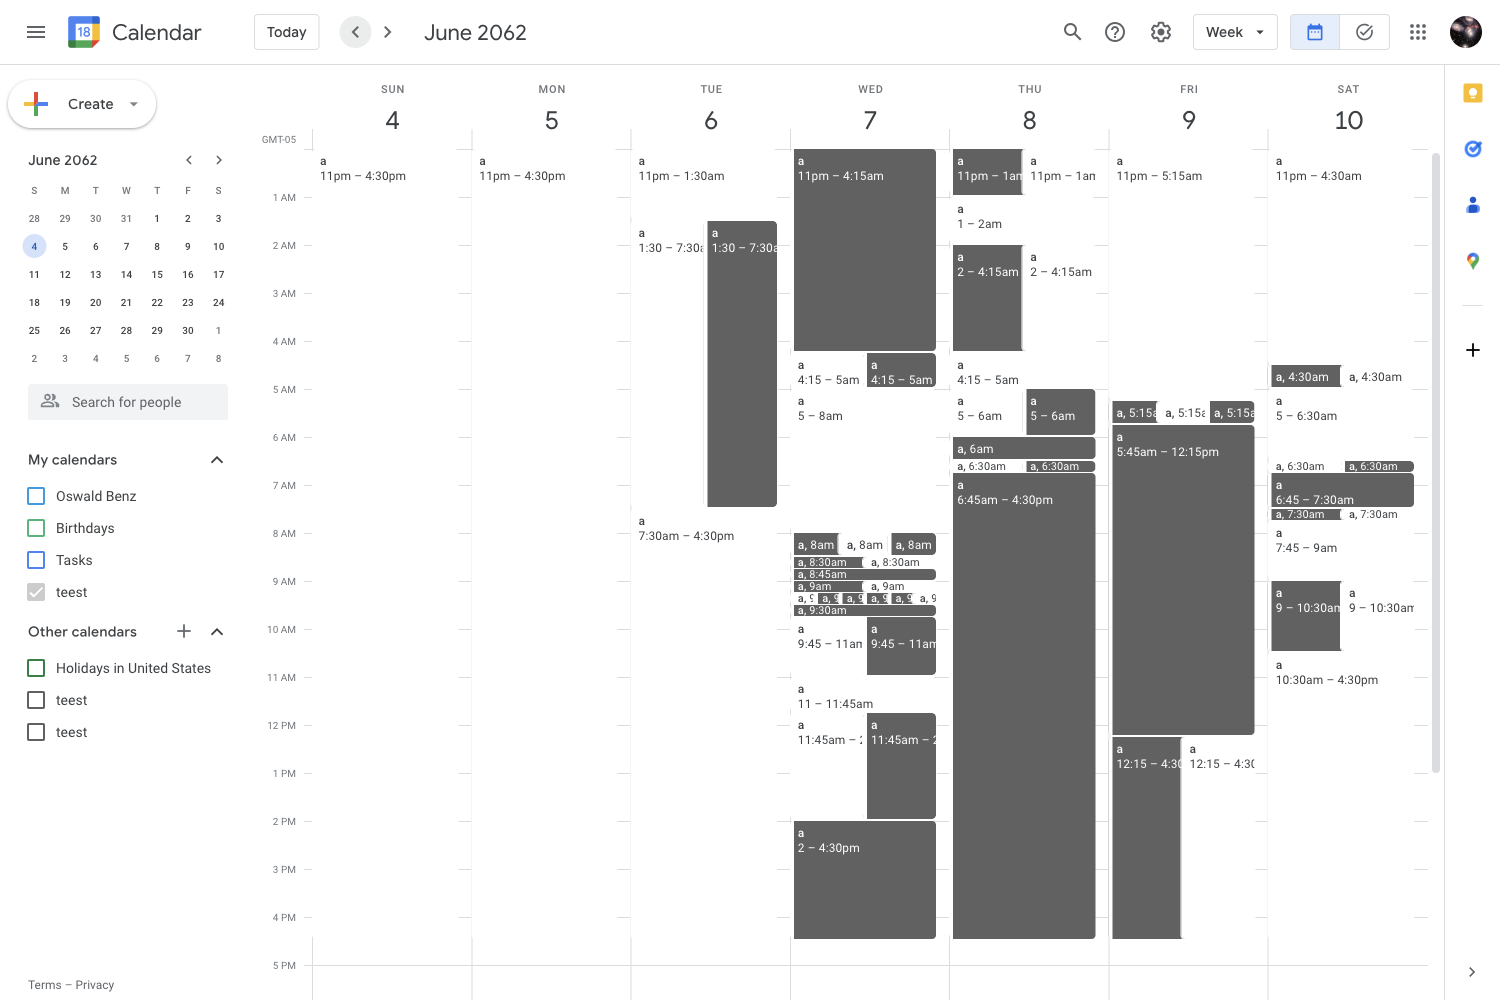 18 Calendar
Today
June 2062
Week
Create
June 2062
S M T W T F S
28 29 30 31 1 2 3
4 5 6 7 8 9 10
11 12 13 14 15 16 17
18 19 20 21 22 23 24
25 26 27 28 29 30 1
2 3 4 5 6 7 8
Search for people
My calendars
Oswald Benz
Birthdays
Tasks
teest
Other calendars
Holidays in United States
teest
teest
Terms – Privacy
GMT-05
1 AM
2 AM
3 AM
4 AM
5 AM
6 AM
7 AM
8 AM
9 AM
10 AM
11 AM
12 PM
1 PM
2 PM
3 PM
4 PM
5 PM
SUN
4
a
11pm – 4:30pm
MON
5
a
11pm – 4:30pm
TUE
6
a
11pm – 1:30am
a
1:30 – 7:30a
a
1:30 – 7:30a
a
7:30am – 4:30pm
WED
7
a
11pm – 4:15am
a
4:15 – 5am
a
4:15 – 5am
a
5 – 8am
a, 8am
a, 8am
a, 8am
a, 8:30am
a, 8:30am
a, 8:45am
a, 9am
a, 9am
a, 9
a, 9
a, 9
a, 9
a, 9
a, 9
a, 9:30am
a
9:45 – 11am
a
9:45 – 11am
a
11 – 11:45am
a
11:45am – 2
a
11:45am – 2
a
2 – 4:30pm
THU
8
a
11pm – 1am
a
11pm – 1am
a
1 – 2am
a
2 – 4:15am
a
2 – 4:15am
a
4:15 – 5am
a
5 – 6am
a
5 – 6am
a, 6am
a, 6:30am
a, 6:30am
a
6:45am – 4:30pm
FRI
9
a
11pm – 5:15am
a, 5:15a
a, 5:15a
a, 5:15a
a
5:45am – 12:15pm
a
12:15 – 4:30
a
12:15 – 4:30
SAT
10
a
11pm – 4:30am
a, 4:30am
a, 4:30am
a
5 – 6:30am
a, 6:30am
a, 6:30am
a
6:45 – 7:30am
a, 7:30am
a, 7:30am
a
7:45 – 9am
a
9 – 10:30am
a
9 – 10:30am
a
10:30am – 4:30pm